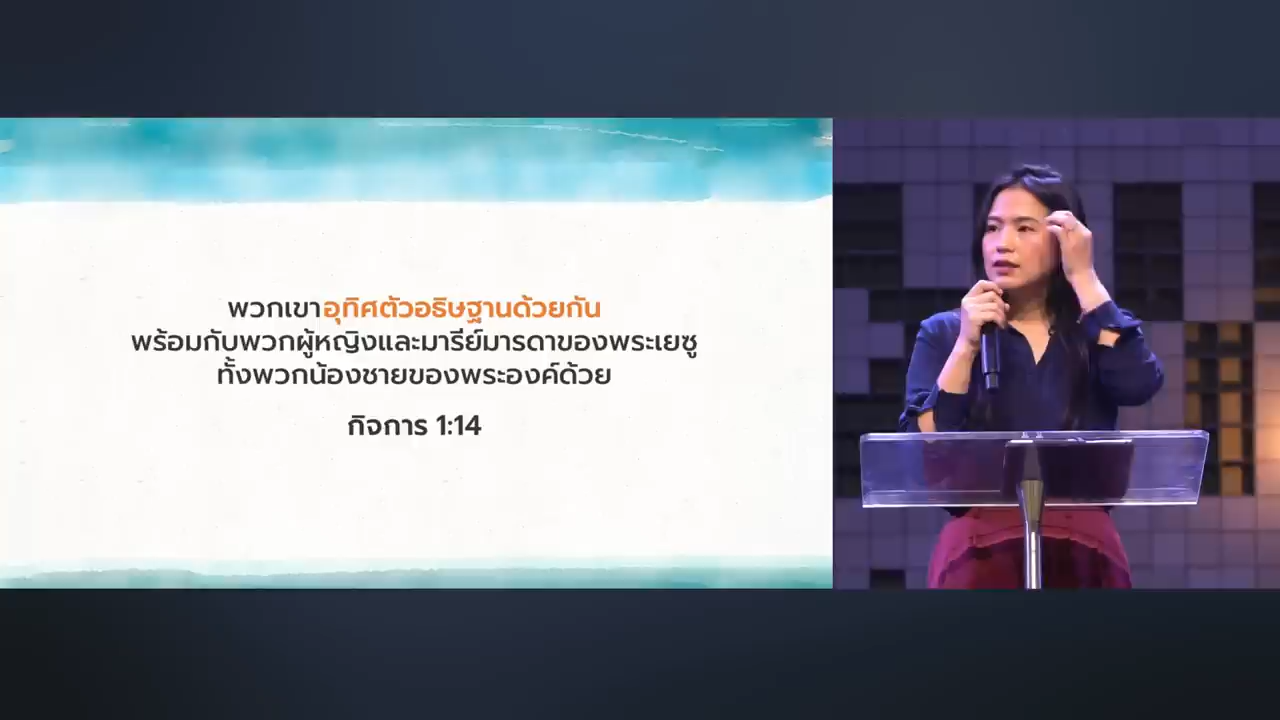 พวกเขาอุทิศตัวอธิษฐานด้วยกัน
พร้อมกับพวกผู้หญิงและมารีย์มารดาของพระเยซู
ทั้งพวกน้องชายของพระองค์ด้วย
กิจการ 1:14